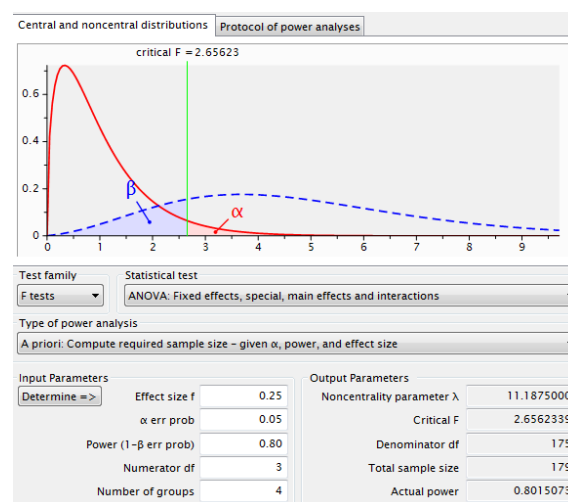 Central and noncentral distributions Protocol of power analyses
critical F = 2.65623
0.6
0.4
0.2
0
β
α
0 1 2 3 4 5 6 7 8 9
Test family Statistical test
F tests ANOVA: Fixed effects, special, main effects and interactions
Type of power analysis
A priori: Compute required sample size – given α, power, and effect size
Input Parameters Output Parameters
Determine => Effect size f 0.25 Noncentrality parameter λ 11.1875000
α err prob 0.05 Critical F 2.6562339
Power (1-β err prob) 0.80 Denominator df 175
Numerator df 3 Total sample size 179
Number of groups 4 Actual power 0.8015073